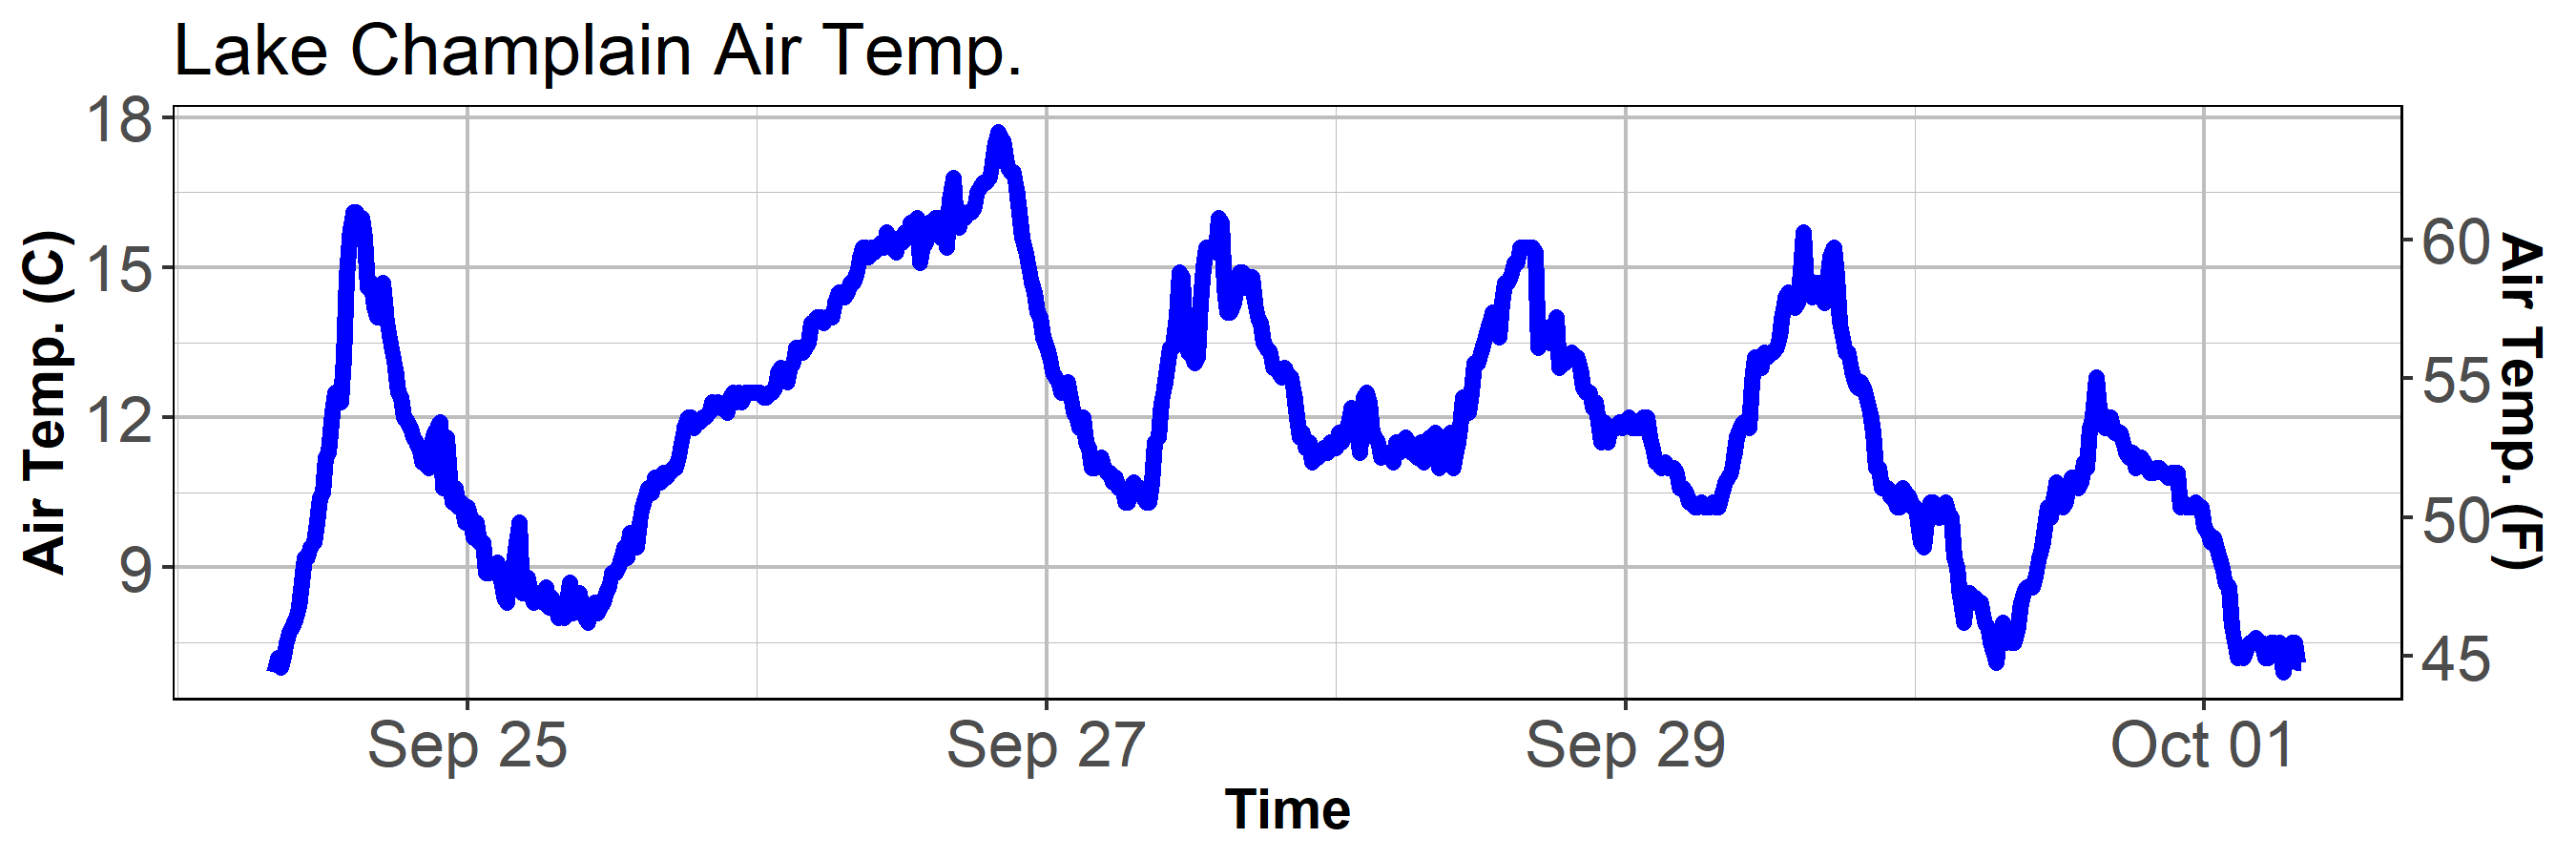 Lake Champlain Air Temp.
18
15
12
9
Air Temp. (C)
60
55
50
45
Air Temp. (F)
Sep 25
Sep 27
Sep 29
Oct 01
Time